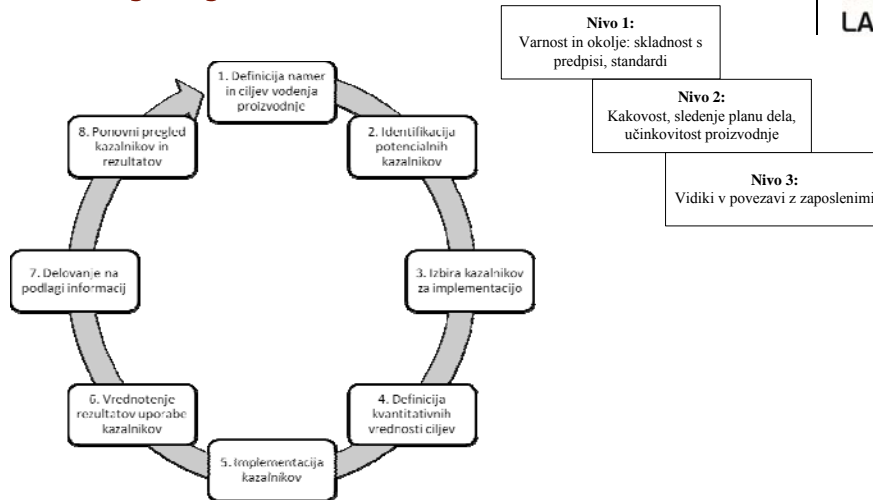 LA
Nivo 1:
Varnost in okolje: skladnost s
predpisi, standardi
Nivo 2:
Kakovost, sledenje planu dela,
učinkovitost proizvodnje
Nivo 3:
Vidiki v povezavi z zaposlenimi
1. Definicija namer
in ciljev vodenja
proizvodnje
2. Identifikacija
potencialnih
kazalnikov
3. Izbira kazalnikov
za implementacijo
4. Definicija
kvantitativnih
vrednosti ciljev
5. Implementacija
kazalnikov
6. Vrednotenje
rezultatov uporabe
kazalnikov
7. Delovanje na
podlagi informacij
8. Ponovni pregled
kazalnikov in
rezultatov